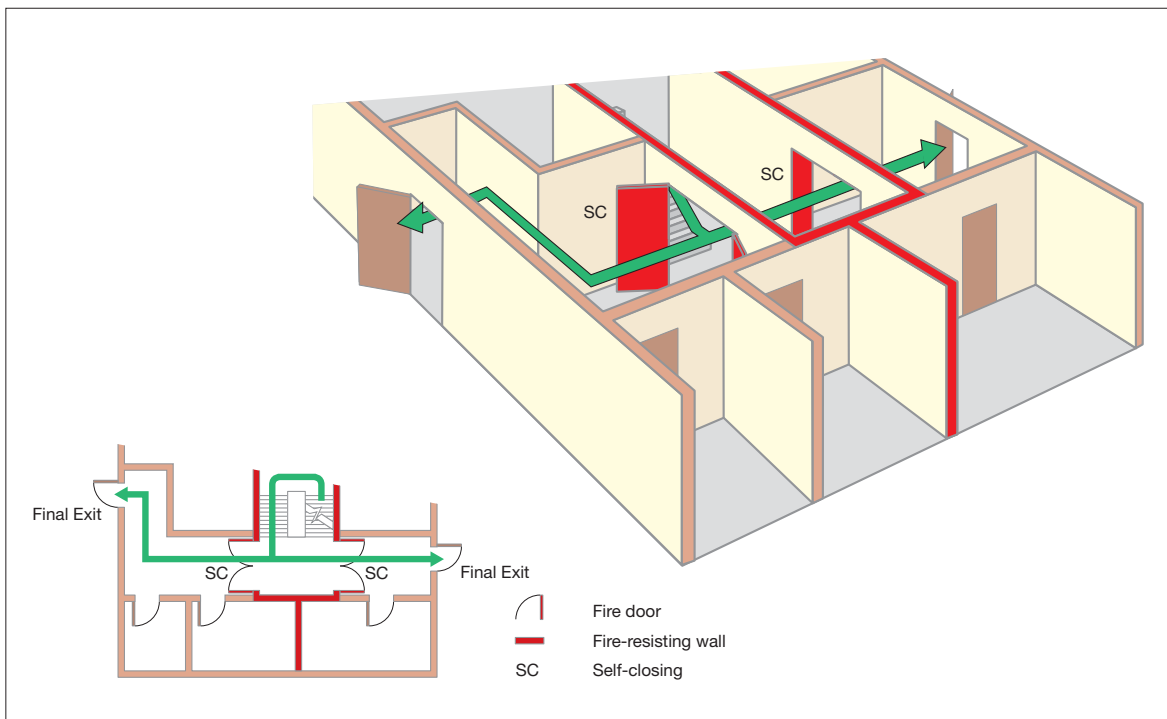 SC
SC
Final Exit
SC
SC
Final Exit
Fire door
Fire-resisting wall
SC
Self-closing